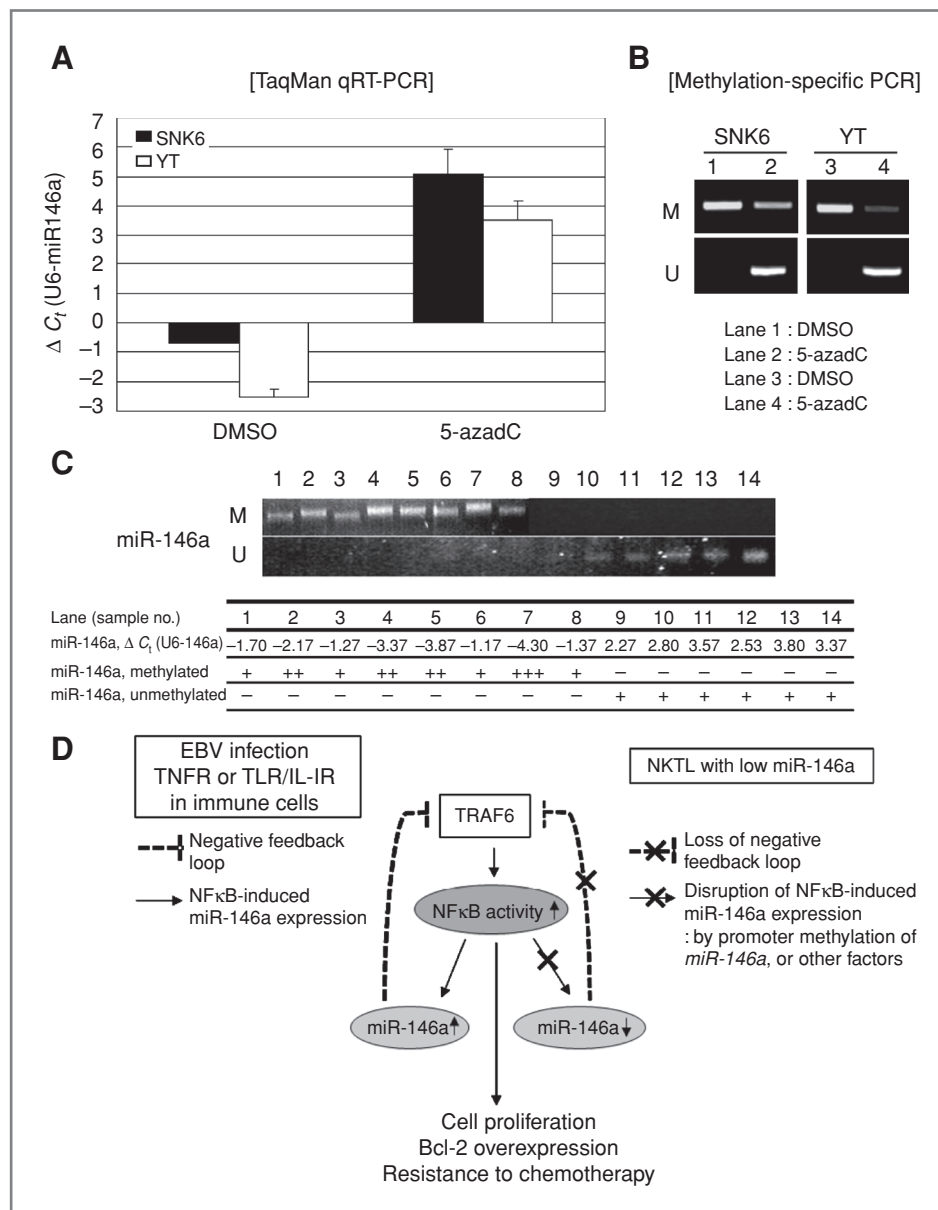 A
[TaqMan qRT-PCR]
Δ Ct (U6-miR146a)
7
6
5
4
3
2
1
0
–1
–2
–3
SNK6
YT
DMSO
5-azadC
B
[Methylation-specific PCR]
SNK6
YT
1
2
3
4
M
U
Lane 1 : DMSO
Lane 2 : 5-azadC
Lane 3 : DMSO
Lane 4 : 5-azadC
C
1 2 3 4 5 6 7 8 9 10 11 12 13 14
miR-146a
M
U
Lane (sample no.) 1 2 3 4 5 6 7 8 9 10 11 12 13 14
miR-146a, Δ Ct (U6-146a) –1.70 –2.17 –1.27 –3.37 –3.87 –1.17 –4.30 –1.37 2.27 2.80 3.57 2.53 3.80 3.37
miR-146a, methylated + ++ + ++ ++ + +++ + – – – – – –
miR-146a, unmethylated – – – – – – – – + + + + + +
D
EBV infection
TNFR or TLR/IL-IR
in immune cells
Negative feedback
loop
NFκB-induced
miR-146a expression
TRAF6
NFκB activity
miR-146a
miR-146a
Cell proliferation
Bcl-2 overexpression
Resistance to chemotherapy
NKTL with low miR-146a
Loss of negative
feedback loop
Disruption of NFκB-induced
miR-146a expression
: by promoter methylation of
miR-146a, or other factors